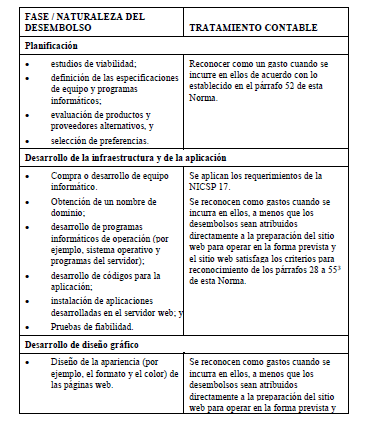 FASE / NATURALEZA DEL
DESEMBOLSO
TRATAMIENTO CONTABLE
Planificación
• estudios de viabilidad;
• definición de las especificaciones
de equipo y programas
informáticos;
• evaluación de productos y
proveedores alternativos, y
• selección de preferencias.
Reconocer como un gasto cuando se
incurre en ellos de acuerdo con lo
establecido en el párrafo 52 de esta
Norma.
Desarrollo de la infraestructura y de la aplicación
• Compra o desarrollo de equipo
informático.
• Obtención de un nombre de
dominio;
• desarrollo de programas
informáticos de operación (por
ejemplo, sistema operativo y
programas del servidor);
• desarrollo de códigos para la
aplicación;
• instalación de aplicaciones
desarrolladas en el servidor web; y
• Pruebas de fiabilidad.
Se aplican los requerimientos de la
NICSP 17.
Se reconocen como gastos cuando se
incurra en ellos, a menos que los
desembolsos sean atribuidos
directamente a la preparación del sitio
web para operar en la forma prevista y
el sitio web satisfaga los criterios para
reconocimiento de los párrafos 28 a 55³
de esta Norma.
Desarrollo de diseño gráfico
• Diseño de la apariencia (por
ejemplo, el formato y el color) de
las páginas web.
Se reconocen como gastos cuando se
incurra en ellos, a menos que los
desembolsos sean atribuidos
directamente a la preparación del sitio
web para operar en la forma prevista y